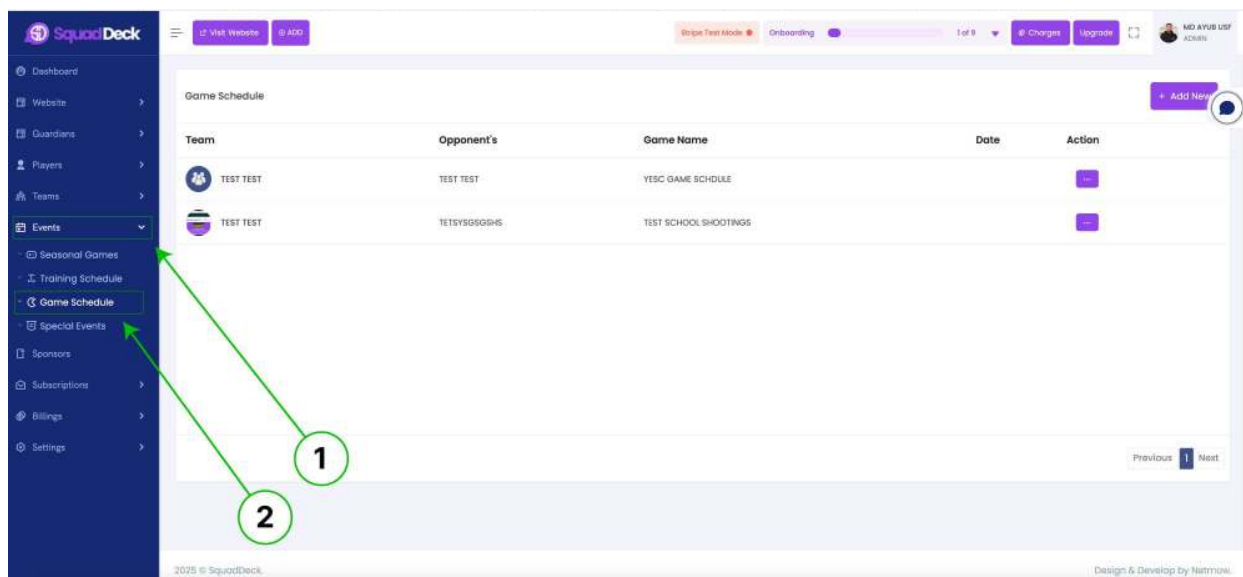 SquadDeck
Visit Website
ADD
Stripe Test Mode
Onboarding
1 of 9
Charges
Upgrade
MD AYUB USF
ADMIN
Dashboard
Website
Guardians
Players
Teams
Events
Seasonal Games
Training Schedule
Game Schedule
Special Events
Sponsors
Subscriptions
Billings
Settings
Game Schedule
+ Add New
Team Opponent's Game Name Date Action
TEST TEST TEST TEST YESC GAME SCHDULE ...
TEST TEST TETSYSGSGSHS TEST SCHOOL SHOOTINGS ...
1
2
Previous 1 Next
2025 © SquadDeck.
Design & Develop by Netmow.